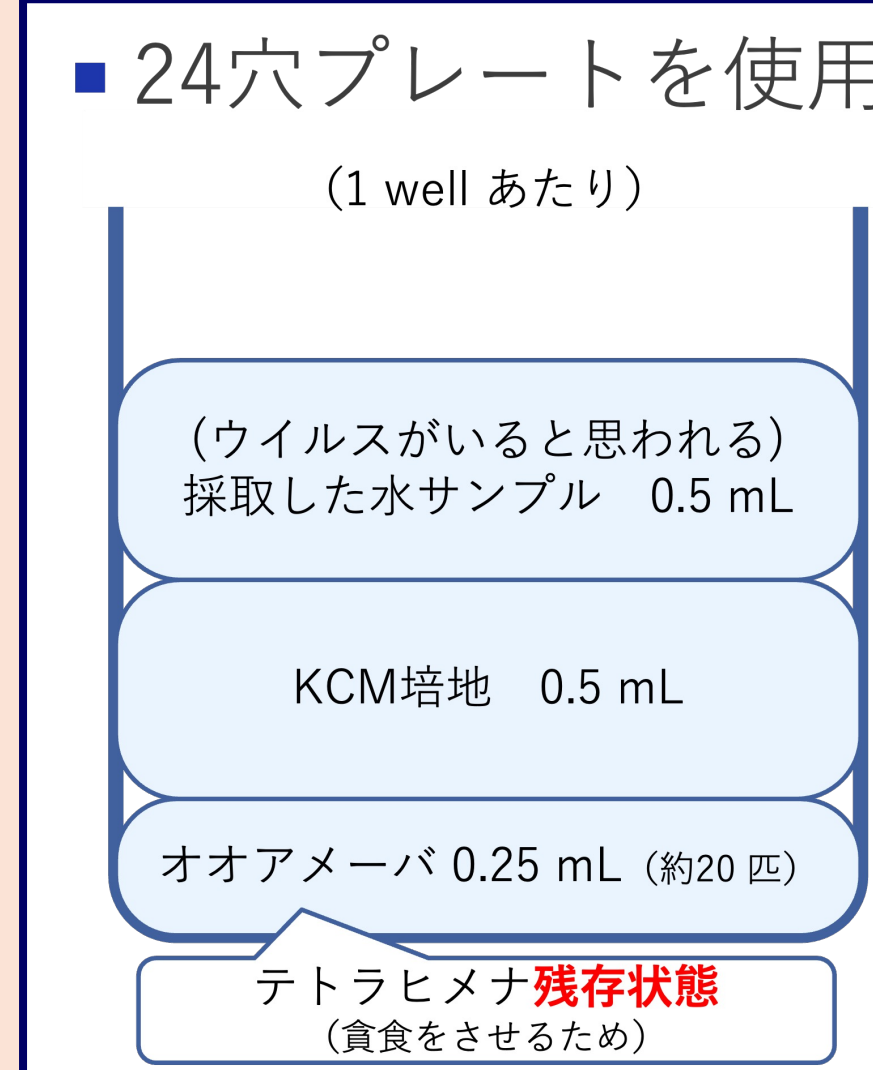 ■ 24穴プレートを使用
（1 well あたり）
（ウイルスがいると思われる）
採取した水サンプル　0.5 mL
KCM培地　0.5 mL
オオアメーバ 0.25 mL（約20 匹）
テトラヒメナ残存状態
（貪食をさせるため）